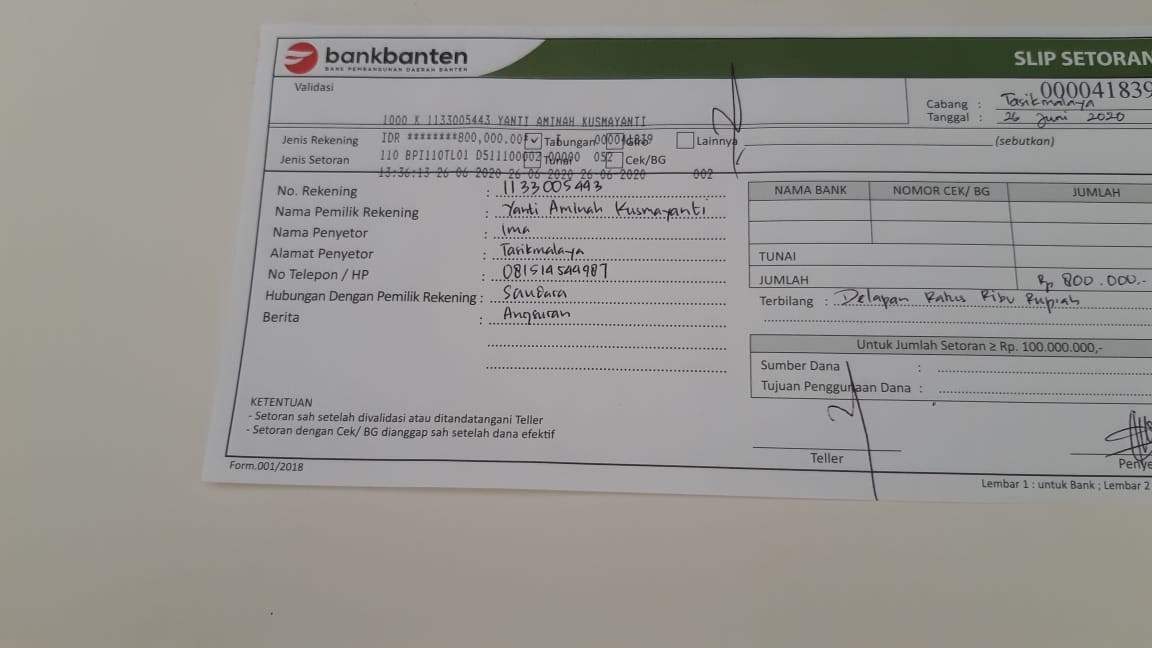 bankbanten
BANK PEMBANGUNAN DAERAH BANTEN
SLIP SETORAN
Validasi
000041839
Cabang : Tasikmalaya
Tanggal : 26 Juni 2020
1000 K 1133005443 YANTI AMINAH KUSMAYANTI
Jenis Rekening IDR ********800,000.00 Tabungan Giro Lainnya (sebutkan)
000041839
Jenis Setoran 110 BPI110TL01 D511100002-00000 052 Tunai Cek/BG
13:36:13 26-06-2020 26-06-2020 26-06-2020 002
No. Rekening : 1133005443
Nama Pemilik Rekening : Yanti Aminah Kusmayanti
Nama Penyetor : Ima
Alamat Penyetor : Tasikmalaya
No Telepon / HP : 081514544987
Hubungan Dengan Pemilik Rekening : Saudara
Berita : Angsuran
NAMA BANK NOMOR CEK/ BG JUMLAH
TUNAI
JUMLAH Rp 800.000.-
Terbilang : Delapan Ratus Ribu Rupiah
Untuk Jumlah Setoran ≥ Rp. 100.000.000,-
Sumber Dana :
Tujuan Penggunaan Dana :
KETENTUAN
- Setoran sah setelah divalidasi atau ditandatangani Teller
- Setoran dengan Cek/ BG dianggap sah setelah dana efektif
Teller
Penye
Form.001/2018
Lembar 1 : untuk Bank ; Lembar 2